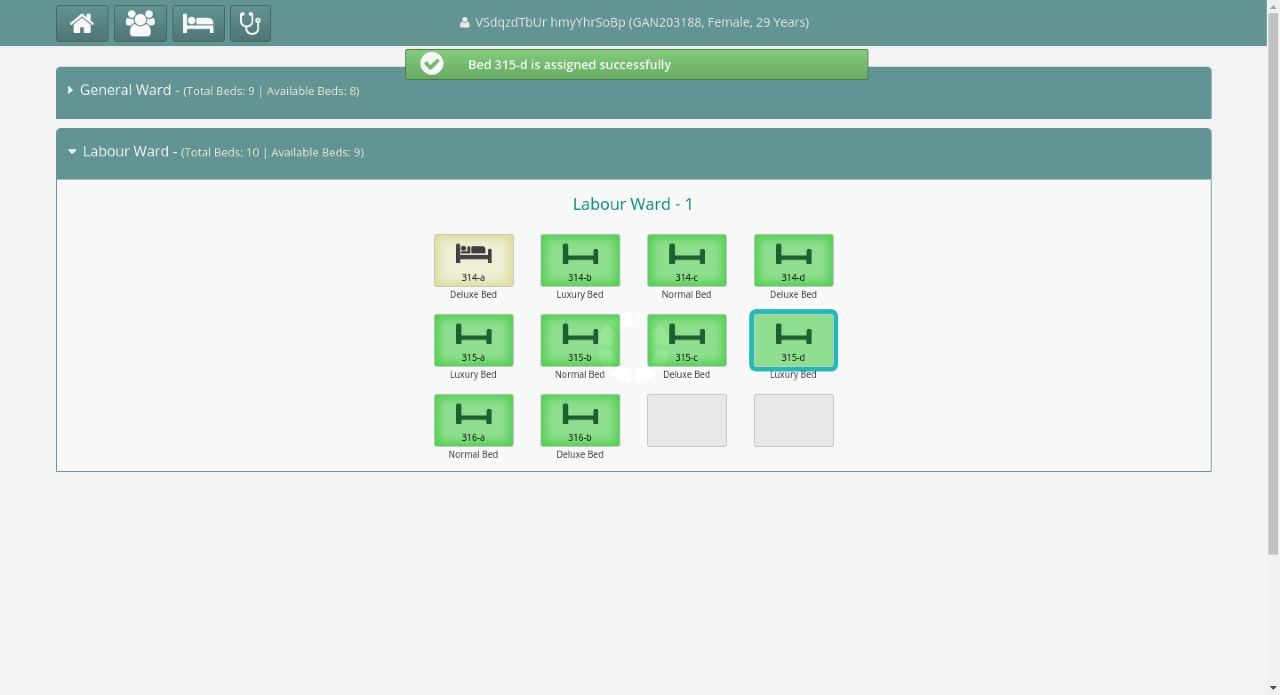 VSdqzdTbUr hmyYhrSoBp (GAN203188, Female, 29 Years)
Bed 315-d is assigned successfully
General Ward - (Total Beds: 9 | Available Beds: 8)
Labour Ward - (Total Beds: 10 | Available Beds: 9)
Labour Ward - 1
314-a 314-b 314-c 314-d
Deluxe Bed Luxury Bed Normal Bed Deluxe Bed
315-a 315-b 315-c 315-d
Luxury Bed Normal Bed Deluxe Bed Luxury Bed
316-a 316-b
Normal Bed Deluxe Bed